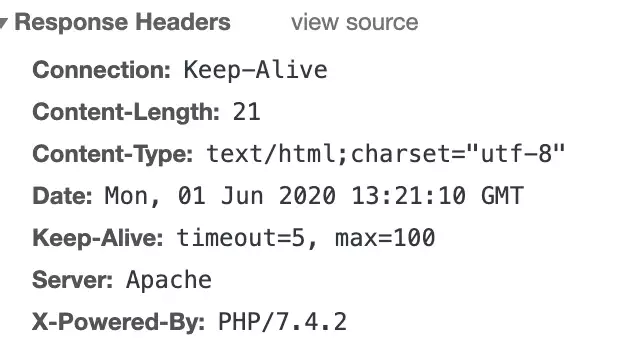 Response Headers view source
Connection: Keep-Alive
Content-Length: 21
Content-Type: text/html;charset="utf-8"
Date: Mon, 01 Jun 2020 13:21:10 GMT
Keep-Alive: timeout=5, max=100
Server: Apache
X-Powered-By: PHP/7.4.2